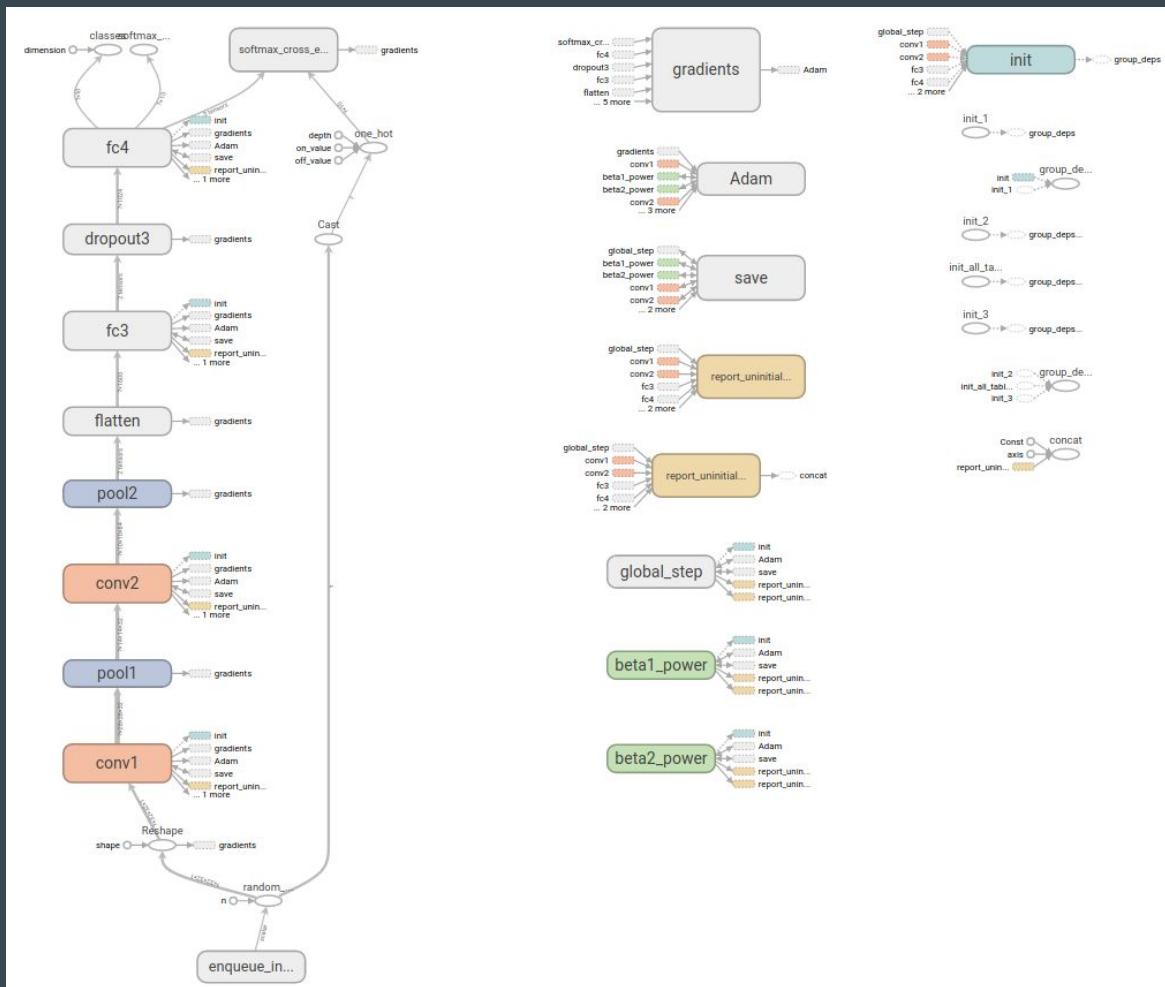 dimension
classes
softmax_...
softmax_cross_e...
gradients
depth
on_value
off_value
one_hot
fc4
init
gradients
Adam
save
report_unin...
... 1 more
Cast
dropout3
gradients
fc3
init
gradients
Adam
save
report_unin...
... 1 more
flatten
gradients
pool2
gradients
conv2
init
gradients
Adam
save
report_unin...
... 1 more
pool1
gradients
conv1
init
gradients
Adam
save
report_unin...
... 1 more
Reshape
shape
gradients
random_...
n
scalar
enqueue_in...
softmax_cr...
fc4
dropout3
fc3
flatten
... 5 more
gradients
Adam
gradients
conv1
beta1_power
beta2_power
conv2
... 3 more
Adam
global_step
beta1_power
beta2_power
conv1
conv2
... 2 more
save
global_step
conv1
conv2
fc3
fc4
... 2 more
report_uninitial...
global_step
conv1
conv2
fc3
fc4
... 2 more
report_uninitial...
concat
global_step
init
Adam
save
report_unin...
report_unin...
beta1_power
init
Adam
save
report_unin...
report_unin...
beta2_power
init
Adam
save
report_unin...
report_unin...
global_step
conv1
conv2
fc3
fc4
... 2 more
init
group_deps
init_1
group_deps
init
init_1
group_de...
init_2
group_deps...
init_all_ta...
group_deps...
init_3
group_deps...
init_2
init_all_tabl...
init_3
group_de...
Const
axis
report_unin...
concat